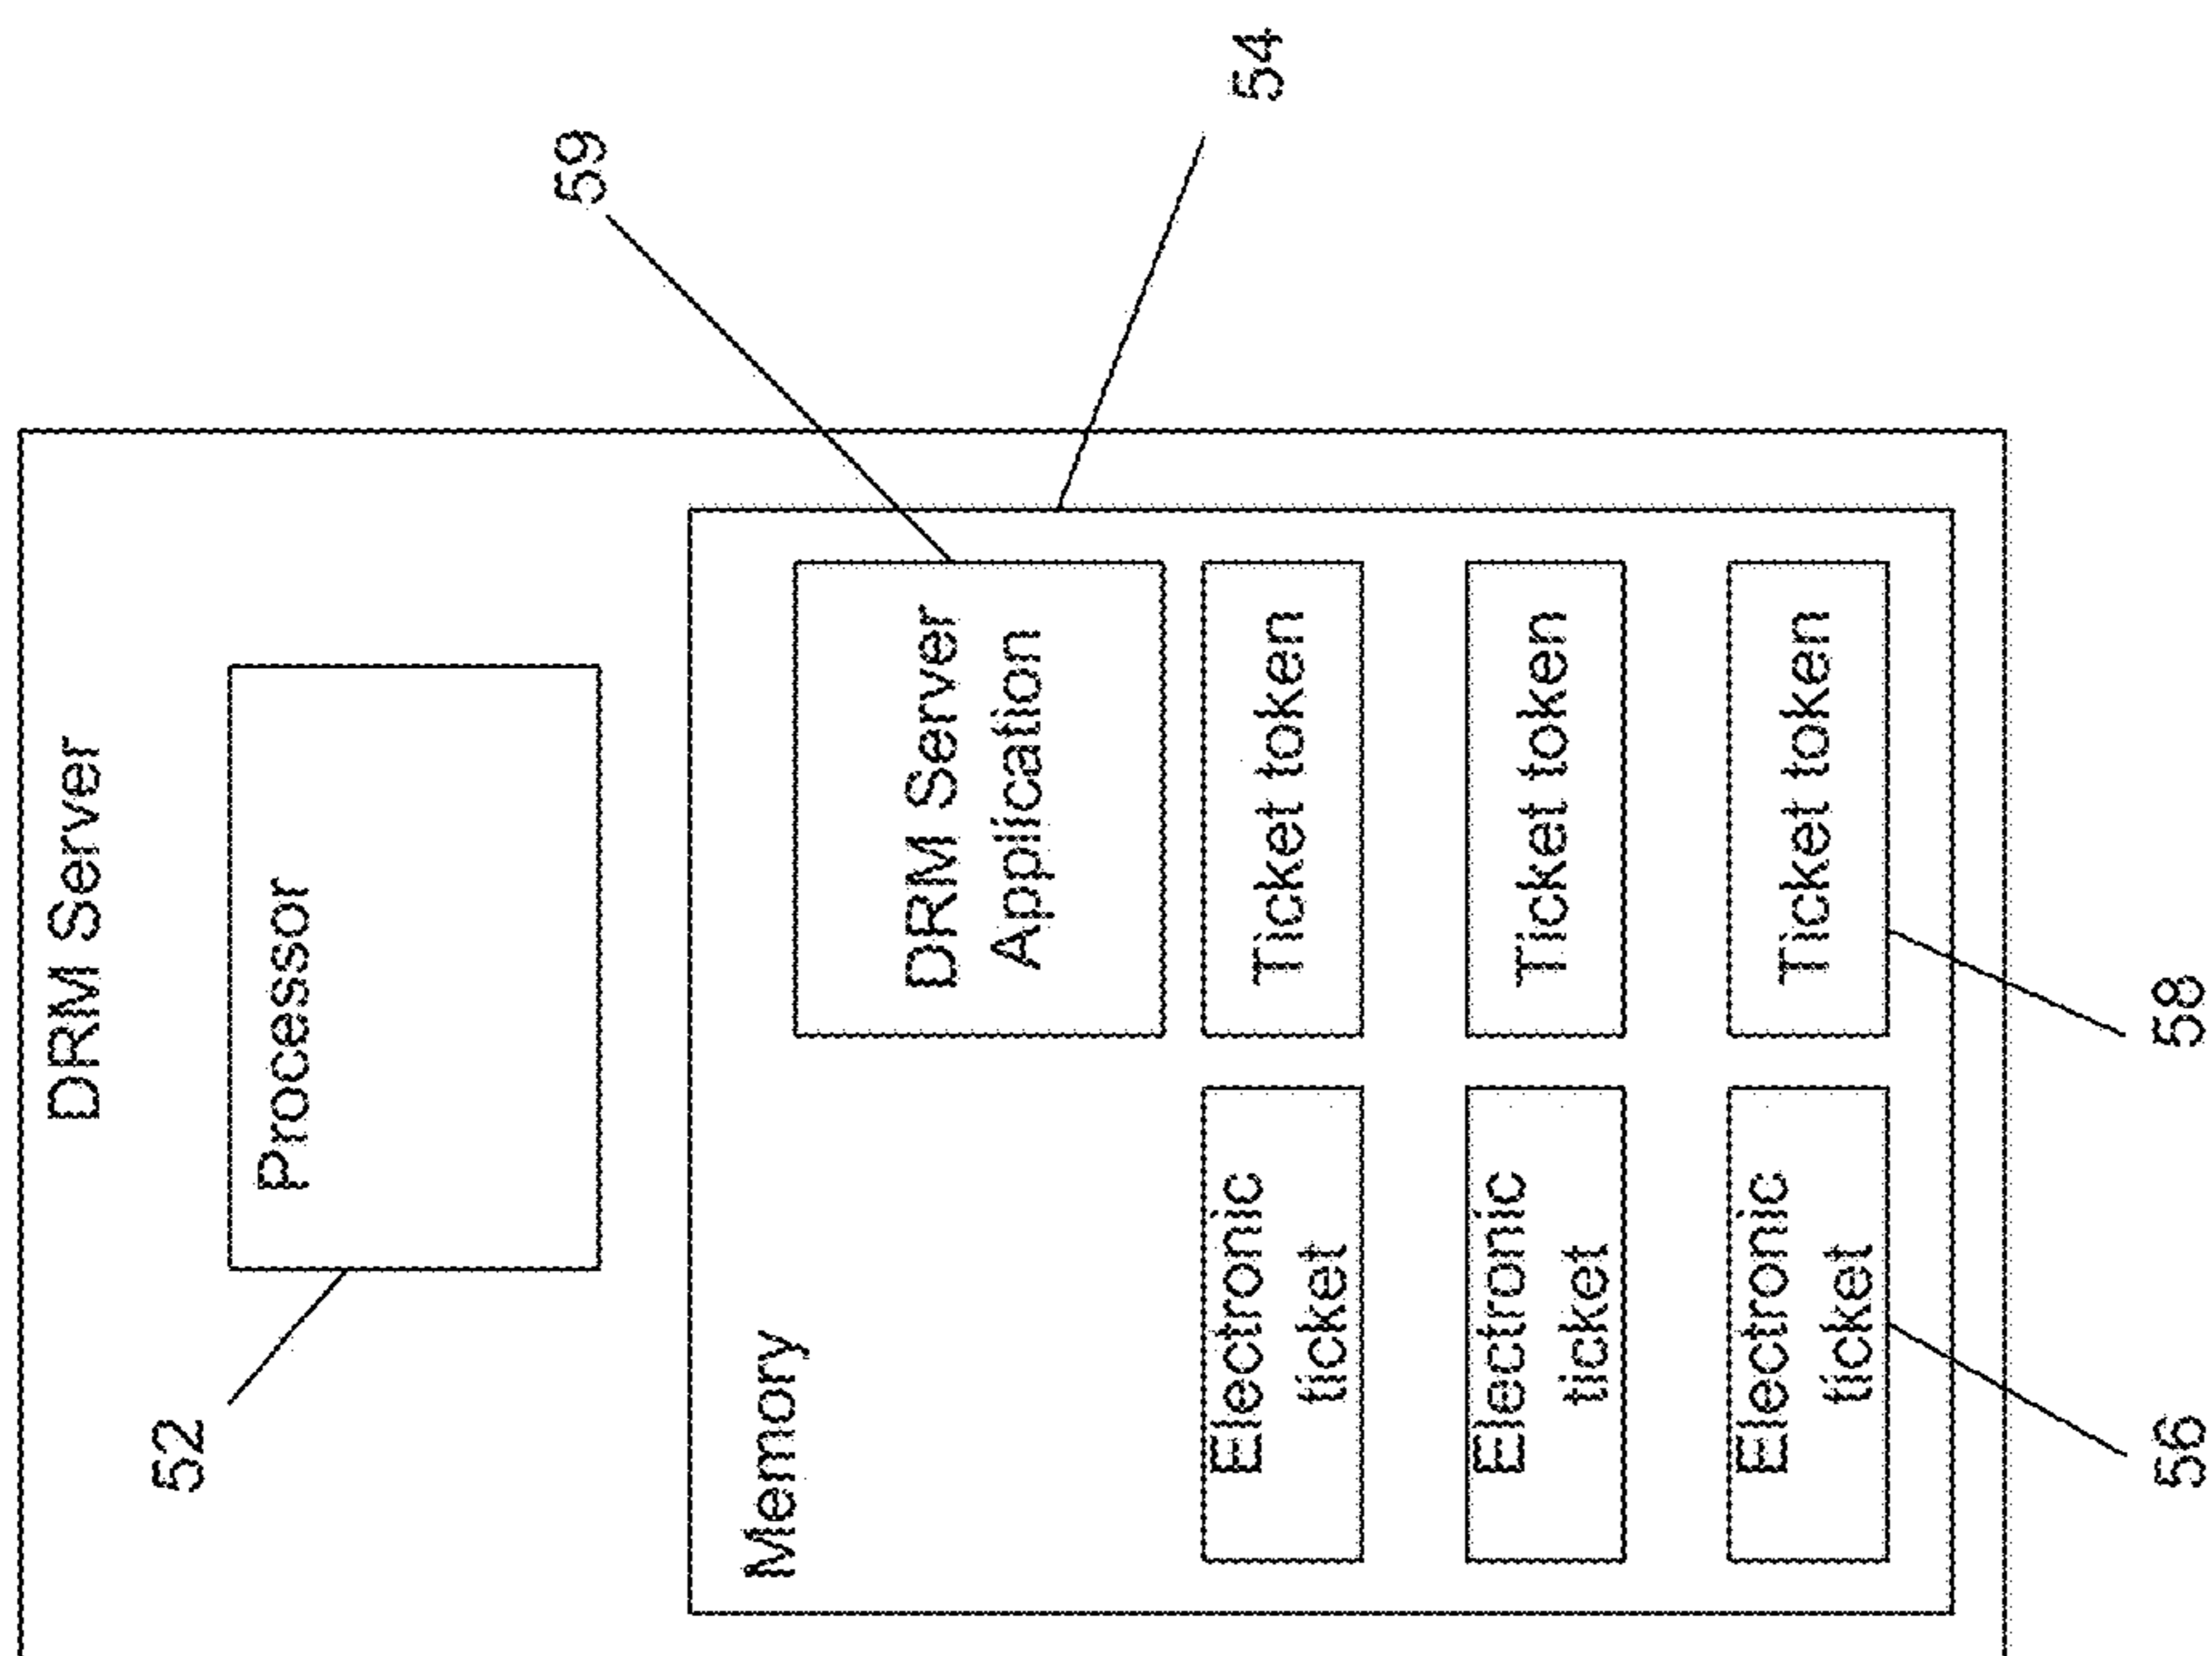 DRM Server
52
Processor
59
54
Memory
DRM Server
Application
Electronic
ticket
Ticket token
Electronic
ticket
Ticket token
Electronic
ticket
Ticket token
56
58